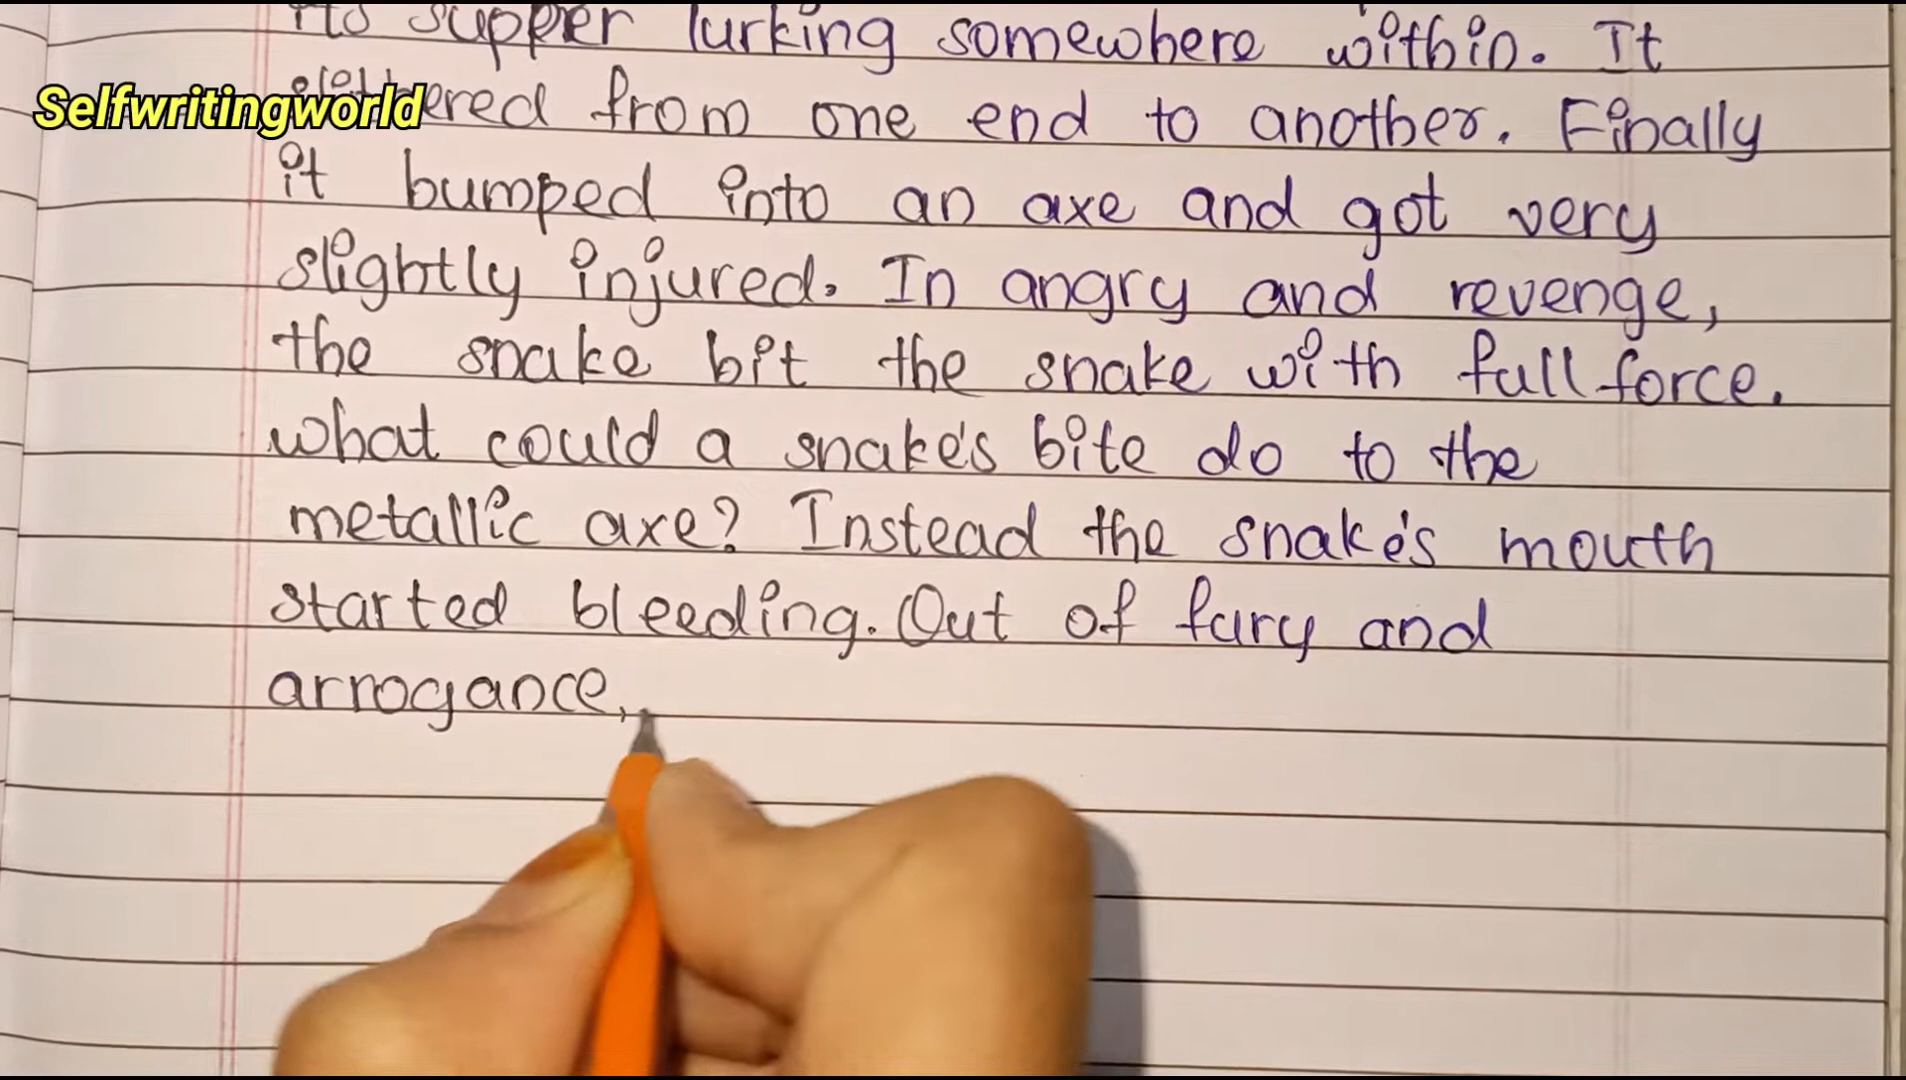 its supper lurking somewhere within. It
Selfwritingworld
from one end to another. Finally
it bumped into an axe and got very
slightly injured. In angry and revenge,
the snake bit the snake with full force.
what could a snake's bite do to the
metallic axe? Instead the snake's mouth
started bleeding. Out of fury and
arrogance,